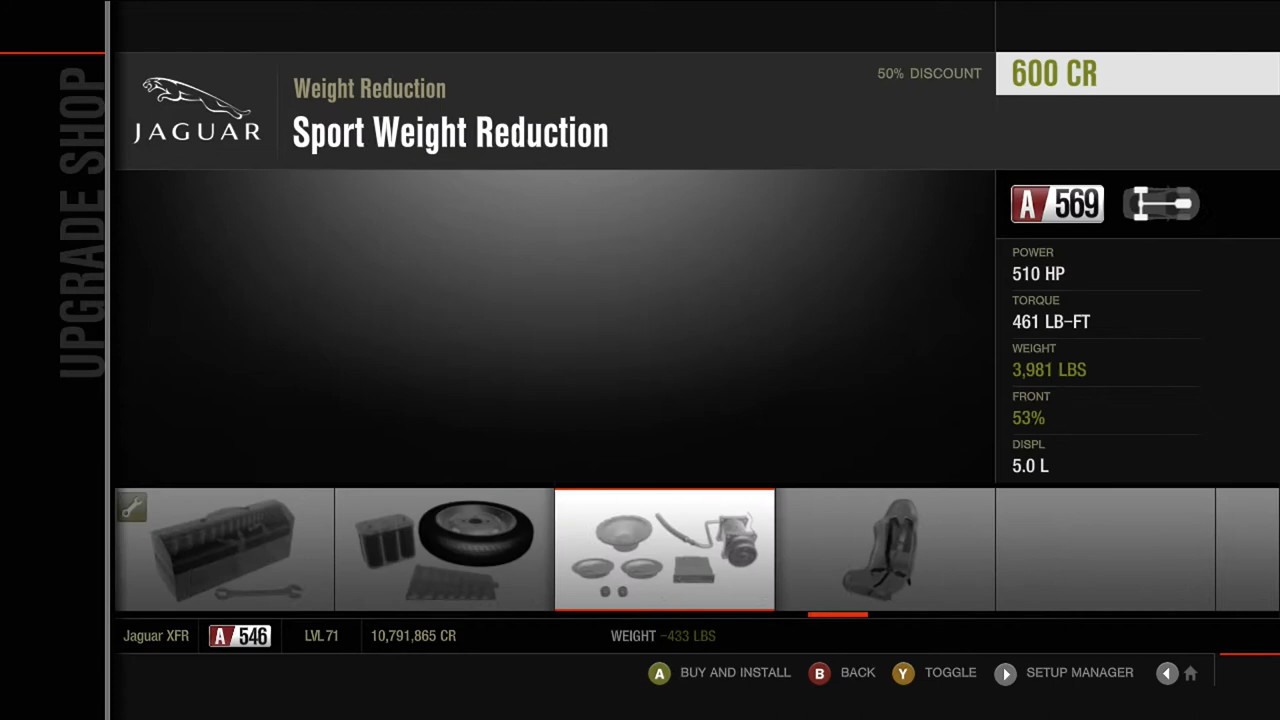 UPGRADE SHOP
JAGUAR
Weight Reduction
Sport Weight Reduction
50% DISCOUNT
600 CR
A 569
POWER
510 HP
TORQUE
461 LB-FT
WEIGHT
3,981 LBS
FRONT
53%
DISPL
5.0 L
Jaguar XFR
A 546
LVL 71
10,791,865 CR
WEIGHT -433 LBS
A BUY AND INSTALL
B BACK
Y TOGGLE
SETUP MANAGER